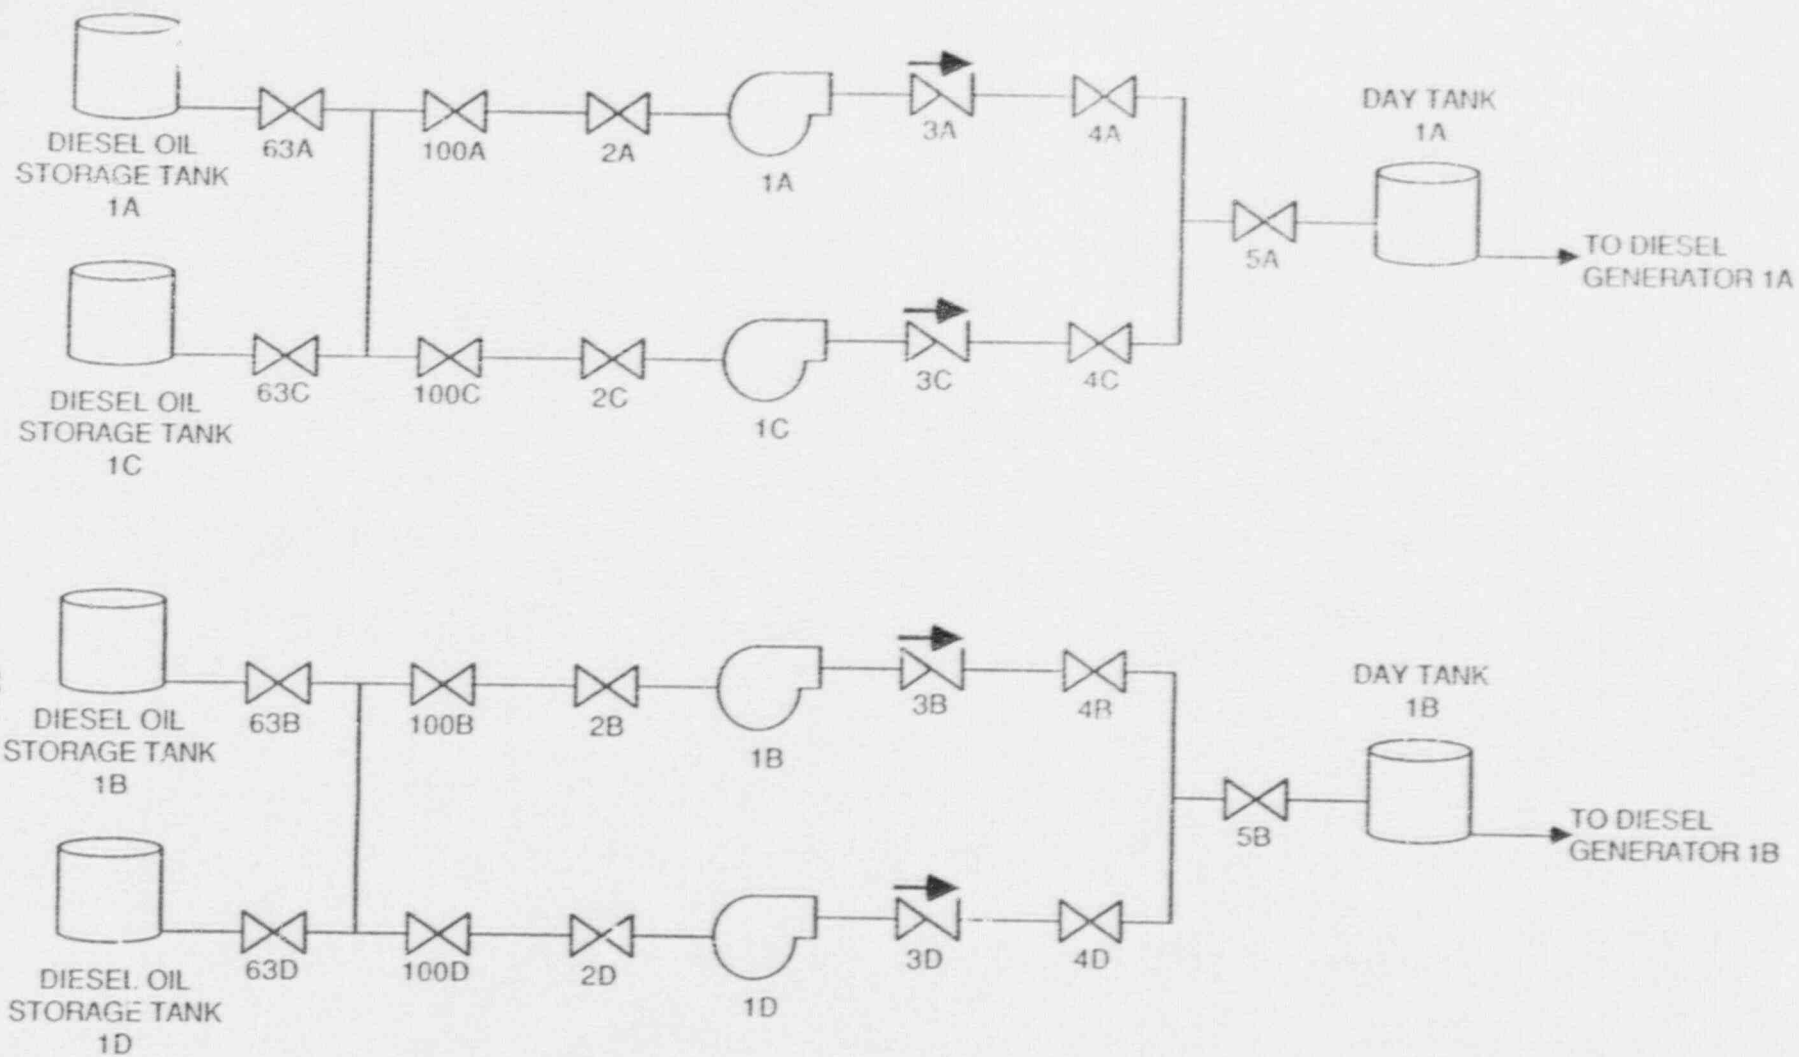 DAY TANK
1A
63A
100A
2A
3A
4A
DIESEL OIL
STORAGE TANK
1A
1A
5A
TO DIESEL
GENERATOR 1A
63C
100C
2C
3C
4C
DIESEL OIL
STORAGE TANK
1C
1C
DAY TANK
1B
63B
100B
2B
3B
4B
DIESEL OIL
STORAGE TANK
1B
1B
5B
TO DIESEL
GENERATOR 1B
63D
100D
2D
3D
4D
DIESEL OIL
STORAGE TANK
1D
1D